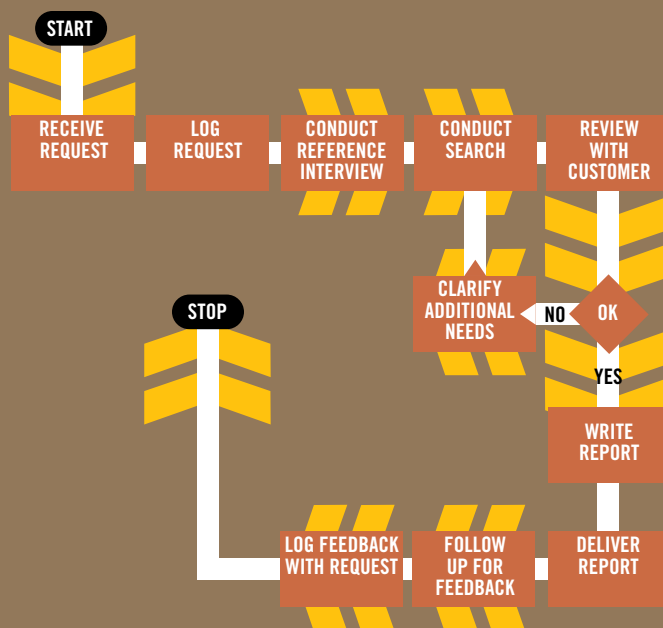 START
RECEIVE
REQUEST
LOG
REQUEST
CONDUCT
REFERENCE
INTERVIEW
CONDUCT
SEARCH
REVIEW
WITH
CUSTOMER
CLARIFY
ADDITIONAL
NEEDS
NO
OK
YES
WRITE
REPORT
DELIVER
REPORT
FOLLOW
UP FOR
FEEDBACK
LOG FEEDBACK
WITH REQUEST
STOP